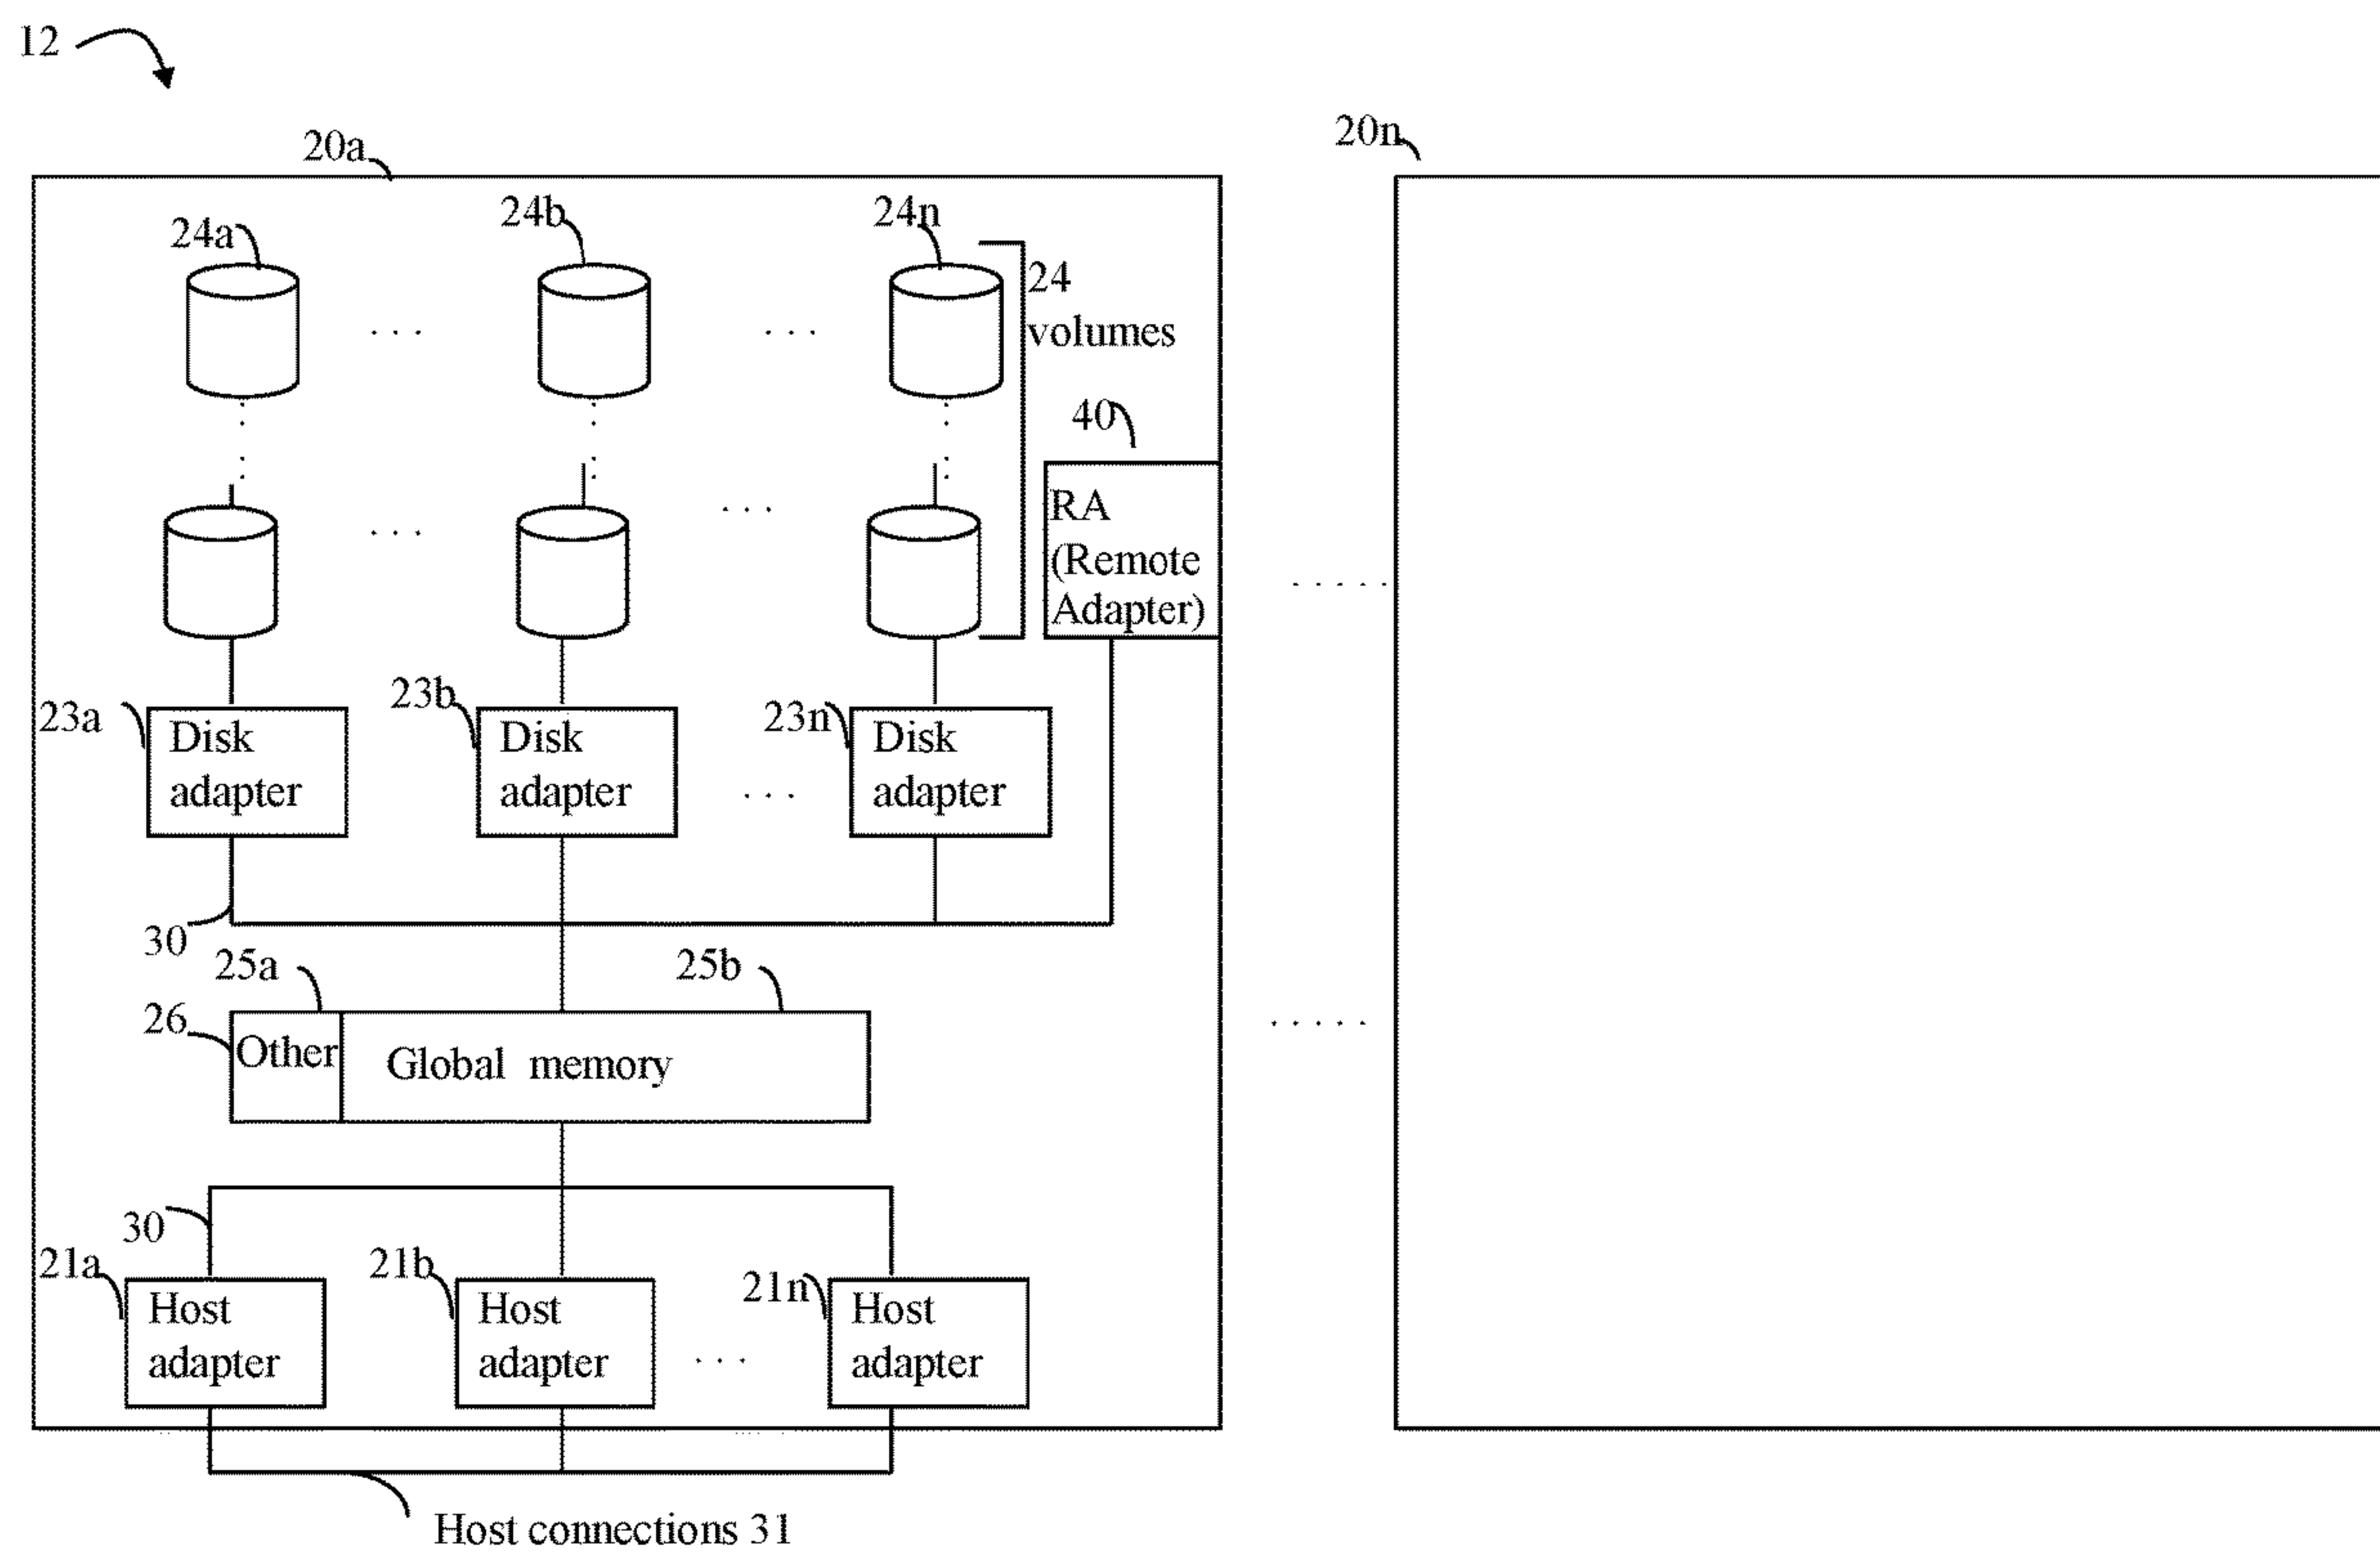 12
20a
20n
24a
24b
24n
24
volumes
40
RA
(Remote
Adapter)
23a
23b
23n
Disk
adapter
Disk
adapter
Disk
adapter
30
25a
25b
26
Other
Global memory
30
21a
21b
21n
Host
adapter
Host
adapter
Host
adapter
Host connections 31